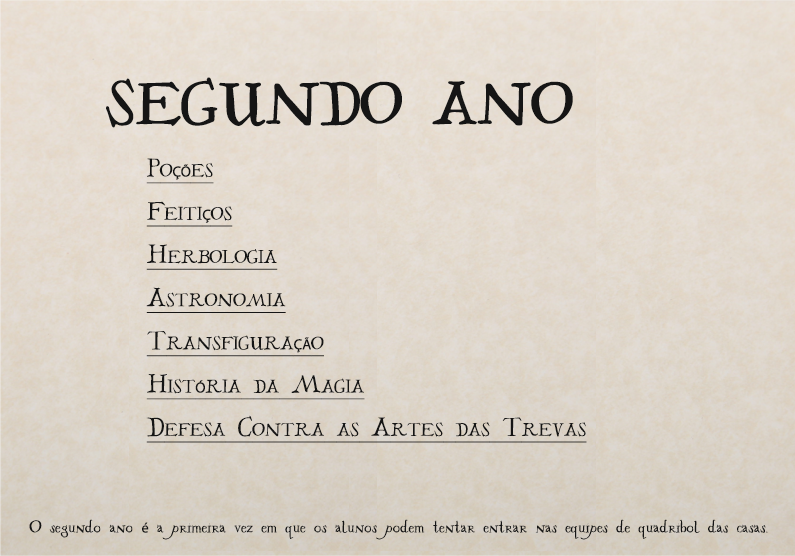 SEGUNDO ANO
Poções
Feitiços
Herbologia
Astronomia
Transfiguração
História da Magia
Defesa Contra as Artes das Trevas
O segundo ano é a primeira vez em que os alunos podem tentar entrar nas equipes de quadribol das casas.